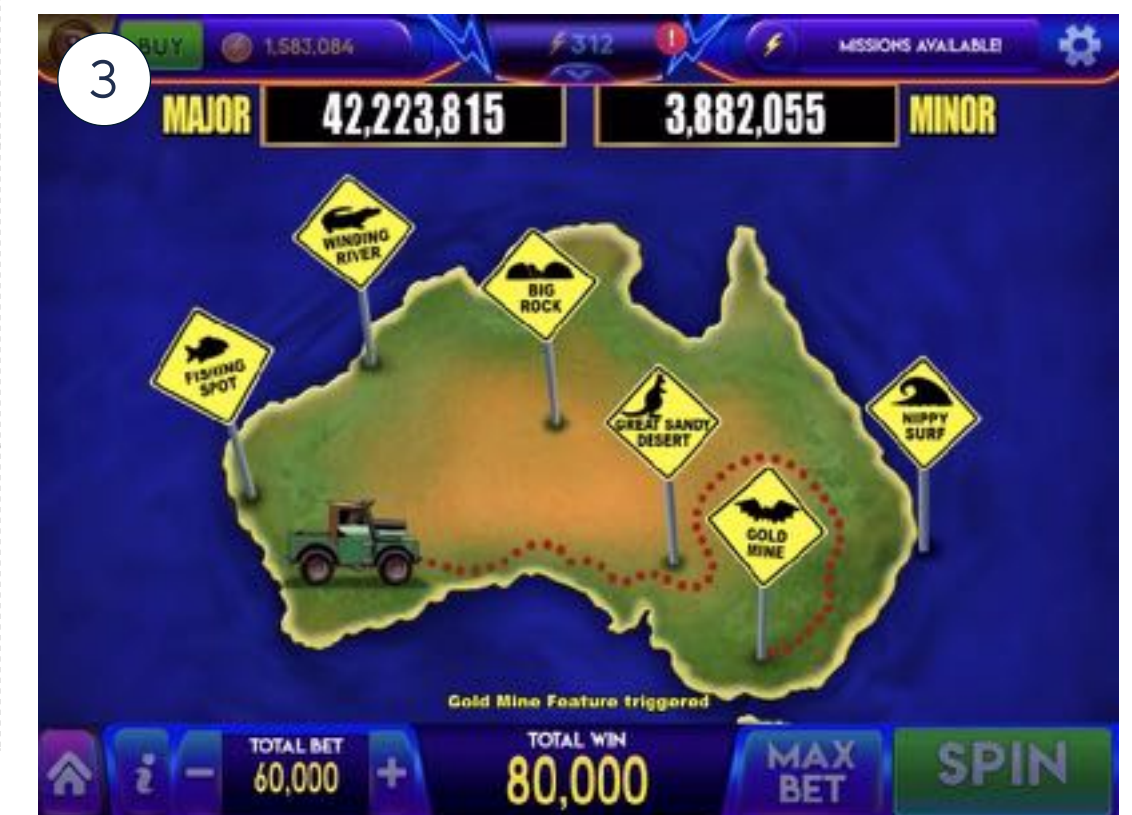 3
BUY
1,583,084
312
!
MISSIONS AVAILABLE!
MAJOR
42,223,815
3,882,055
MINOR
WINDING
RIVER
BIG
ROCK
FISHING
SPOT
GREAT SANDY
DESERT
NIPPY
SURF
GOLD
MINE
Gold Mine Feature triggered
i
−
TOTAL BET
60,000
+
TOTAL WIN
80,000
MAX
BET
SPIN